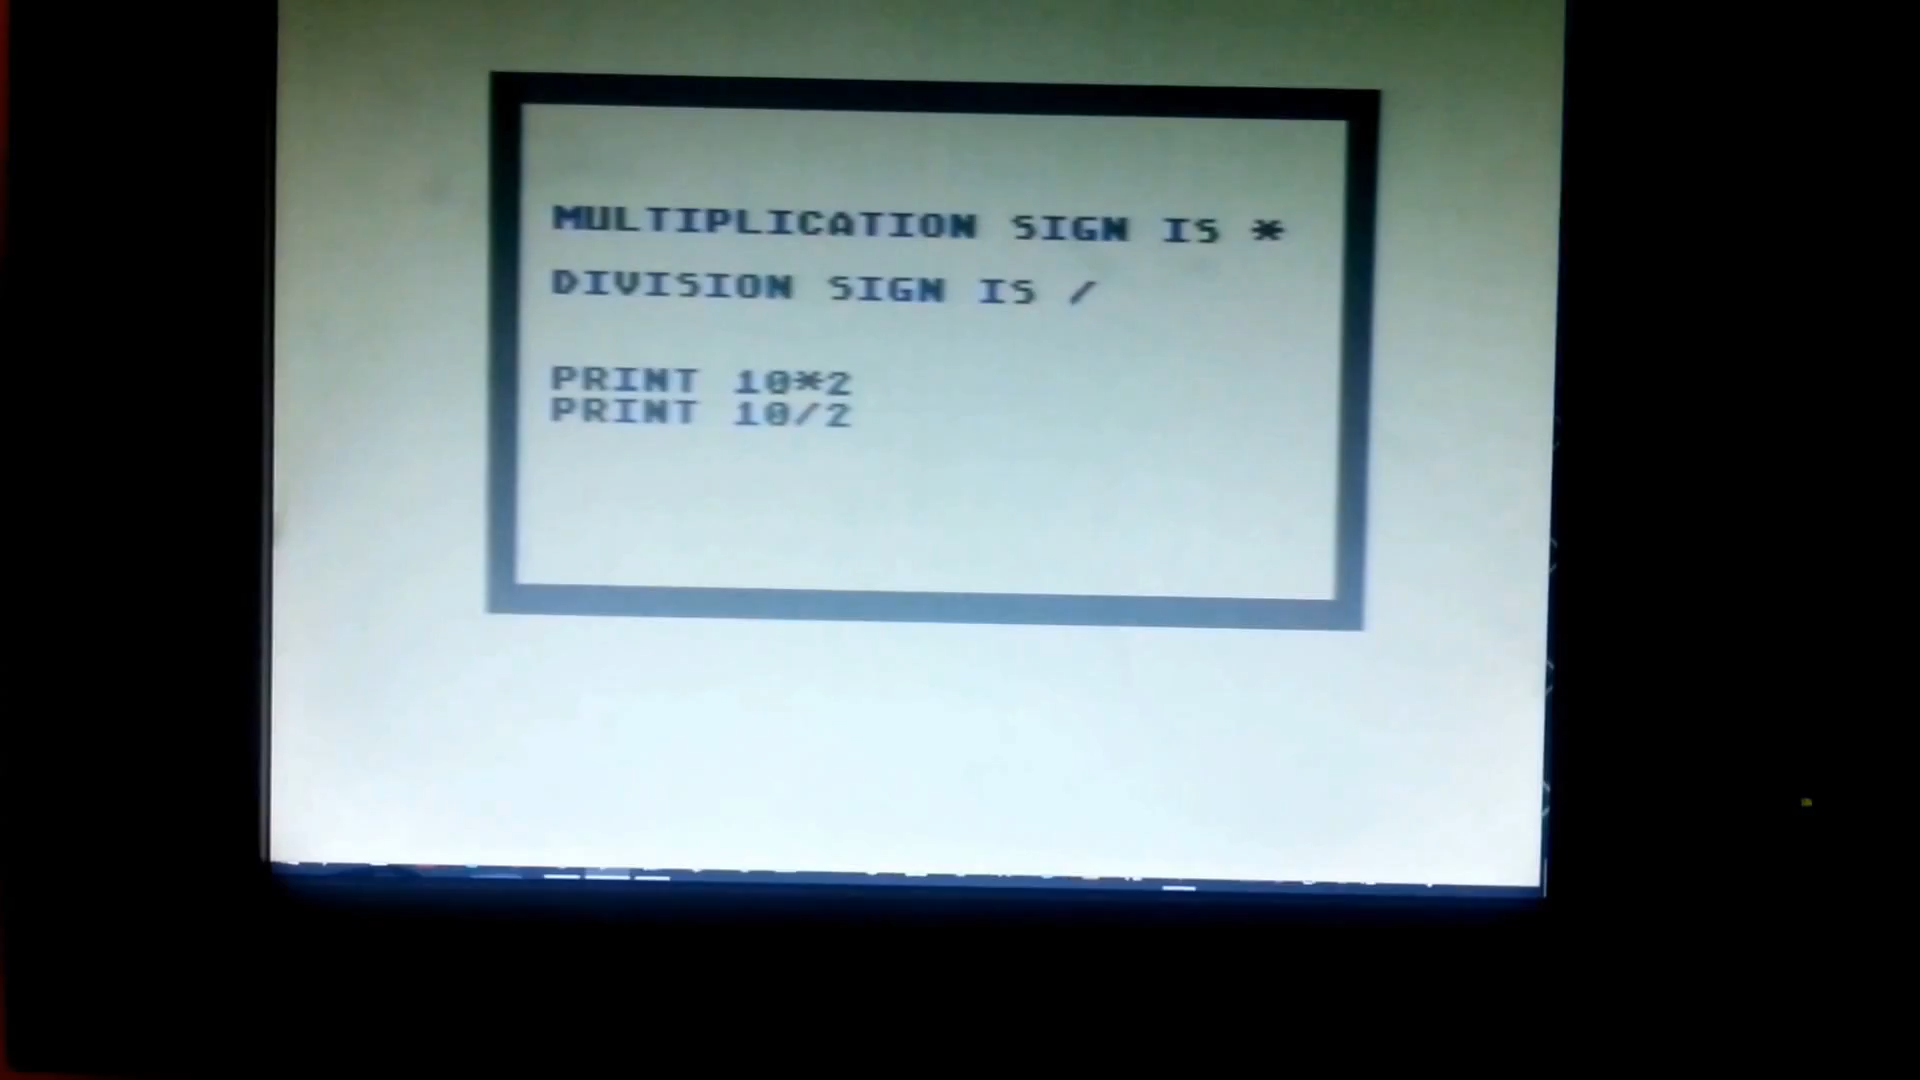 MULTIPLICATION SIGN IS *
DIVISION SIGN IS /
PRINT 10*2
PRINT 10/2